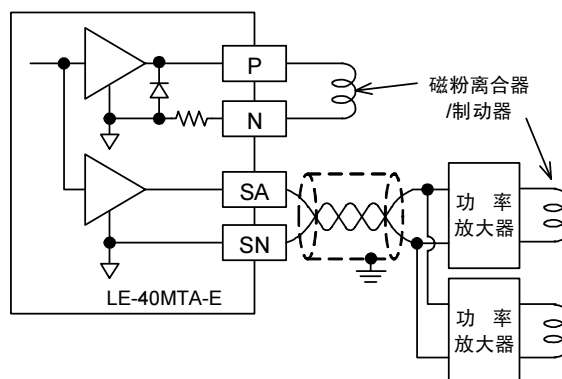 P
N
磁粉离合器
/制动器
SA
SN
LE-40MTA-E
功 率
放大器
功 率
放大器